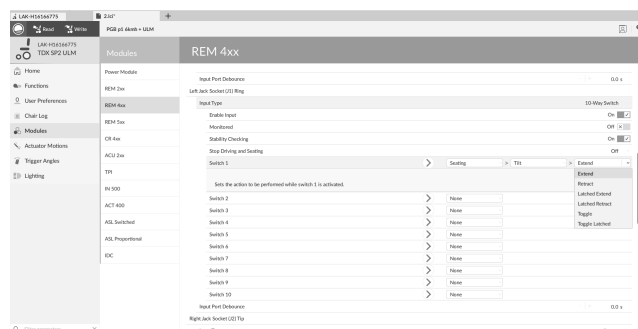 LAK-H16166775
2.lci*
+
Read
Write
PGB p5 6kmh + ULM
LAK-H16166775
TDX SP2 ULM
Home
Functions
User Preferences
Chair Log
Modules
Actuator Motions
Trigger Angles
Lighting
Modules
Power Module
REM 2xx
REM 4xx
REM 5xx
CR 4xx
ACU 2xx
TPI
IN 500
ACT 400
ASL Switched
ASL Proportional
IDC
REM 4xx
Input Port Debounce 0.0 s
Left Jack Socket (J1) Ring
Input Type 10-Way Switch
Enable Input On
Monitored Off
Stability Checking On
Stop Driving and Seating Off
Switch 1 Seating > Tilt > Extend
Sets the action to be performed while switch 1 is activated.
Extend
Retract
Latched Extend
Latched Retract
Toggle
Toggle Latched
Switch 2 None
Switch 3 None
Switch 4 None
Switch 5 None
Switch 6 None
Switch 7 None
Switch 8 None
Switch 9 None
Switch 10 None
Input Port Debounce 0.0 s
Right Jack Socket (J2) Tip